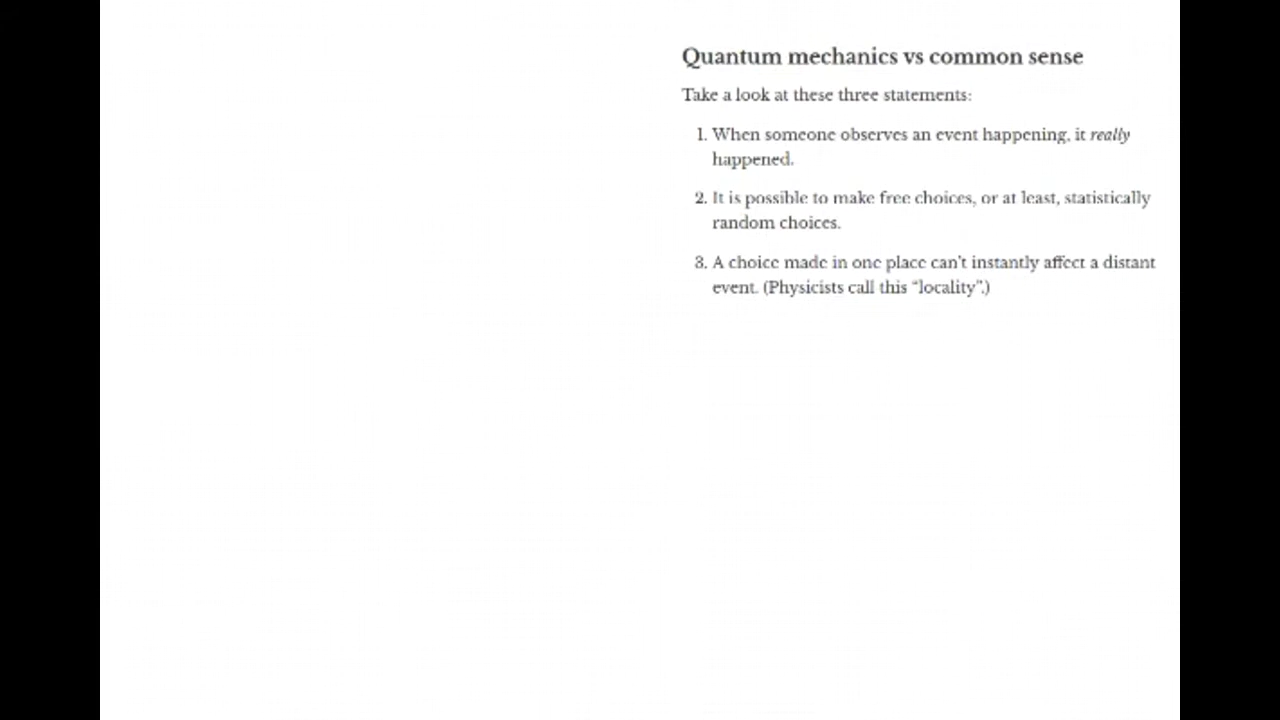 Quantum mechanics vs common sense
Take a look at these three statements:
1. When someone observes an event happening, it really
happened.
2. It is possible to make free choices, or at least, statistically
random choices.
3. A choice made in one place can't instantly affect a distant
event. (Physicists call this “locality”.)